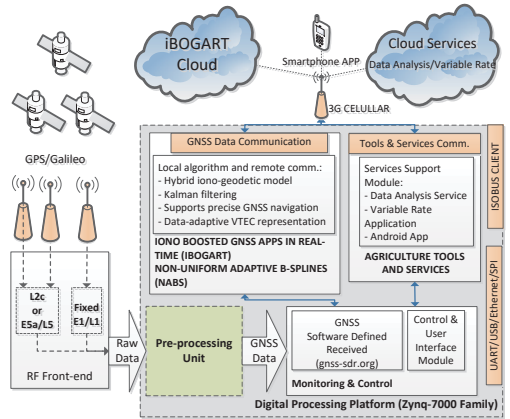 iBOGART
Cloud
Smartphone APP
Cloud Services
Data Analysis/Variable Rate
3G CELULLAR
GPS/Galileo
GNSS Data Communication
Local algorithm and remote comm.:
- Hybrid iono-geodetic model
- Kalman filtering
- Supports precise GNSS navigation
- Data-adaptive VTEC representation
IONO BOOSTED GNSS APPS IN REAL-
TIME (IBOGART)
NON-UNIFORM ADAPTIVE B-SPLINES
(NABS)
Tools & Services Comm.
Services Support
Module:
- Data Analysis Service
- Variable Rate
Application
- Android App
AGRICULTURE TOOLS
AND SERVICES
ISOBUS CLIENT
UART/USB/Ethernet/SPI
L2c
or
E5a/L5
Fixed
E1/L1
RF Front-end
Raw
Data
Pre-processing
Unit
GNSS
Data
GNSS
Software Defined
Received
(gnss-sdr.org)
Control &
User
Interface
Module
Monitoring & Control
Digital Processing Platform (Zynq-7000 Family)